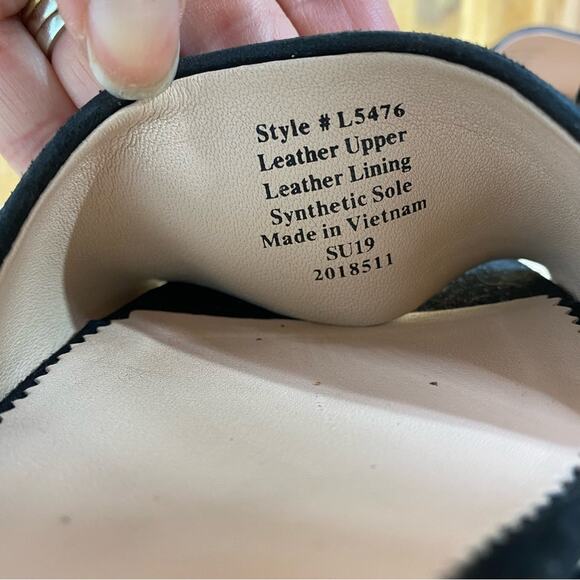 Style # L5476
Leather Upper
Leather Lining
Synthetic Sole
Made in Vietnam
SU19
2018511